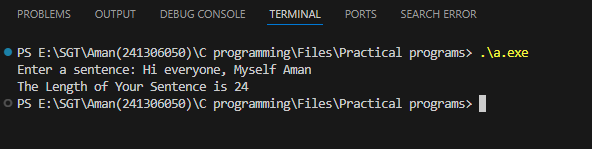 PROBLEMS OUTPUT DEBUG CONSOLE TERMINAL PORTS SEARCH ERROR
PS E:\SGT\Aman(241306050)\C programming\Files\Practical programs> .\a.exe
Enter a sentence: Hi everyone, Myself Aman
The Length of Your Sentence is 24
PS E:\SGT\Aman(241306050)\C programming\Files\Practical programs>